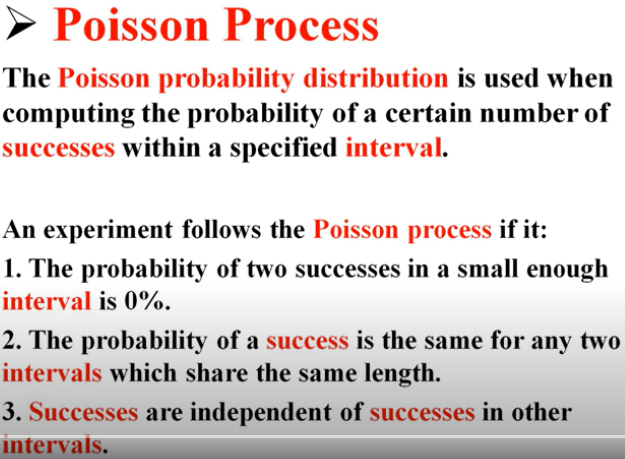 ➢ Poisson Process
The Poisson probability distribution is used when
computing the probability of a certain number of
successes within a specified interval.
An experiment follows the Poisson process if it:
1. The probability of two successes in a small enough
interval is 0%.
2. The probability of a success is the same for any two
intervals which share the same length.
3. Successes are independent of successes in other
intervals.